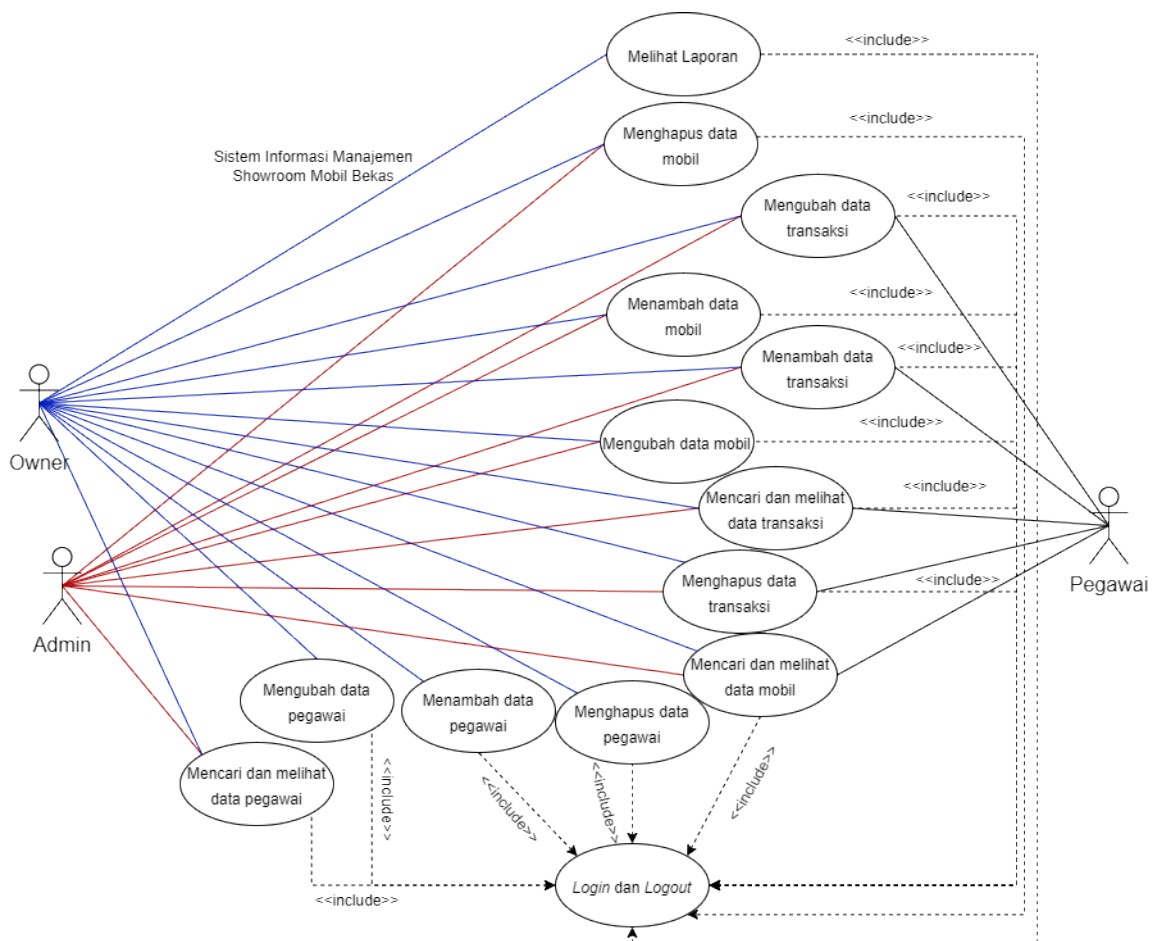 <<include>>
Melihat Laporan
<<include>>
Menghapus data
mobil
Sistem Informasi Manajemen
Showroom Mobil Bekas
<<include>>
Mengubah data
transaksi
<<include>>
Menambah data
mobil
<<include>>
Menambah data
transaksi
<<include>>
Mengubah data mobil
Owner
<<include>>
Mencari dan melihat
data transaksi
<<include>>
Menghapus data
transaksi
Pegawai
Admin
Mencari dan melihat
data mobil
Mengubah data
pegawai
Menambah data
pegawai
Menghapus data
pegawai
Mencari dan melihat
data pegawai
<<include>>
<<include>>
<<include>>
<<include>>
Login dan Logout
<<include>>